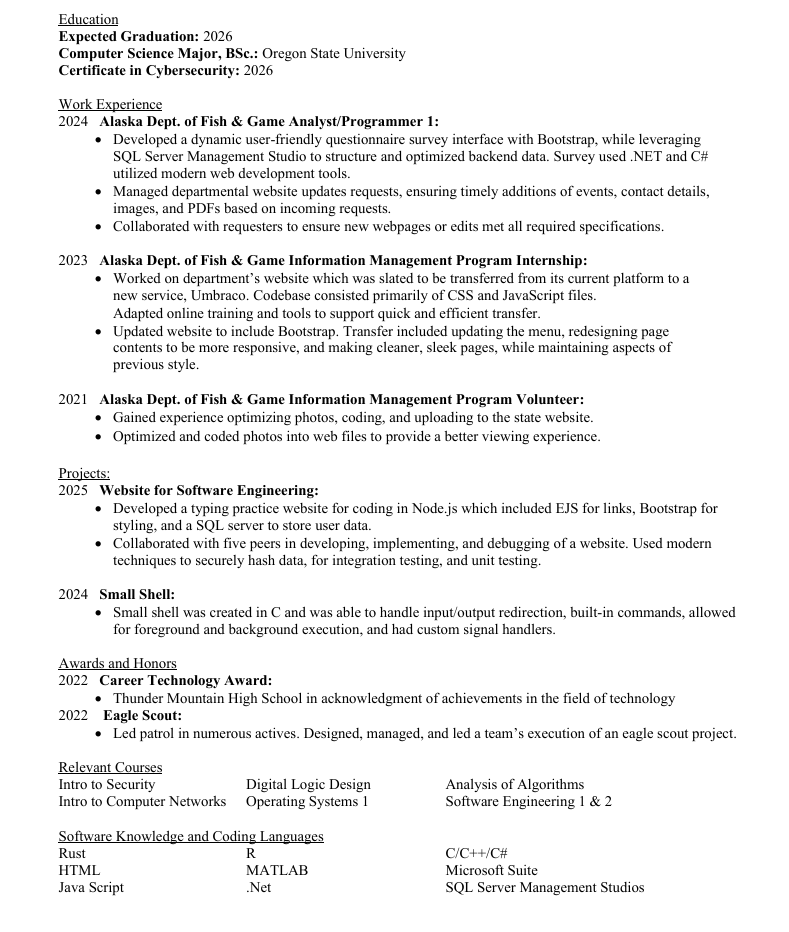 Education
Expected Graduation: 2026
Computer Science Major, BSc.: Oregon State University
Certificate in Cybersecurity: 2026
Work Experience
2024 Alaska Dept. of Fish & Game Analyst/Programmer 1:
• Developed a dynamic user-friendly questionnaire survey interface with Bootstrap, while leveraging
SQL Server Management Studio to structure and optimized backend data. Survey used .NET and C#
utilized modern web development tools.
• Managed departmental website updates requests, ensuring timely additions of events, contact details,
images, and PDFs based on incoming requests.
• Collaborated with requesters to ensure new webpages or edits met all required specifications.
2023 Alaska Dept. of Fish & Game Information Management Program Internship:
• Worked on department’s website which was slated to be transferred from its current platform to a
new service, Umbraco. Codebase consisted primarily of CSS and JavaScript files.
Adapted online training and tools to support quick and efficient transfer.
• Updated website to include Bootstrap. Transfer included updating the menu, redesigning page
contents to be more responsive, and making cleaner, sleek pages, while maintaining aspects of
previous style.
2021 Alaska Dept. of Fish & Game Information Management Program Volunteer:
• Gained experience optimizing photos, coding, and uploading to the state website.
• Optimized and coded photos into web files to provide a better viewing experience.
Projects:
2025 Website for Software Engineering:
• Developed a typing practice website for coding in Node.js which included EJS for links, Bootstrap for
styling, and a SQL server to store user data.
• Collaborated with five peers in developing, implementing, and debugging of a website. Used modern
techniques to securely hash data, for integration testing, and unit testing.
2024 Small Shell:
• Small shell was created in C and was able to handle input/output redirection, built-in commands, allowed
for foreground and background execution, and had custom signal handlers.
Awards and Honors
2022 Career Technology Award:
• Thunder Mountain High School in acknowledgment of achievements in the field of technology
2022 Eagle Scout:
• Led patrol in numerous actives. Designed, managed, and led a team’s execution of an eagle scout project.
Relevant Courses
Intro to Security Digital Logic Design Analysis of Algorithms
Intro to Computer Networks Operating Systems 1 Software Engineering 1 & 2
Software Knowledge and Coding Languages
Rust R C/C++/C#
HTML MATLAB Microsoft Suite
Java Script .Net SQL Server Management Studios